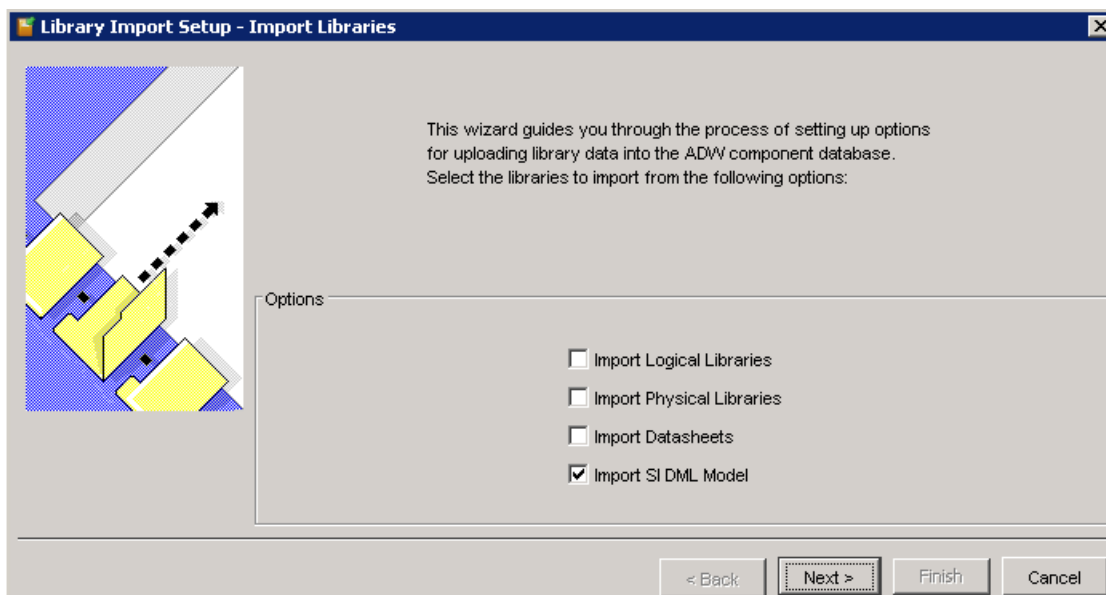 Library Import Setup - Import Libraries
This wizard guides you through the process of setting up options
for uploading library data into the ADW component database.
Select the libraries to import from the following options:
Options
Import Logical Libraries
Import Physical Libraries
Import Datasheets
Import SI DML Model
< Back Next > Finish Cancel